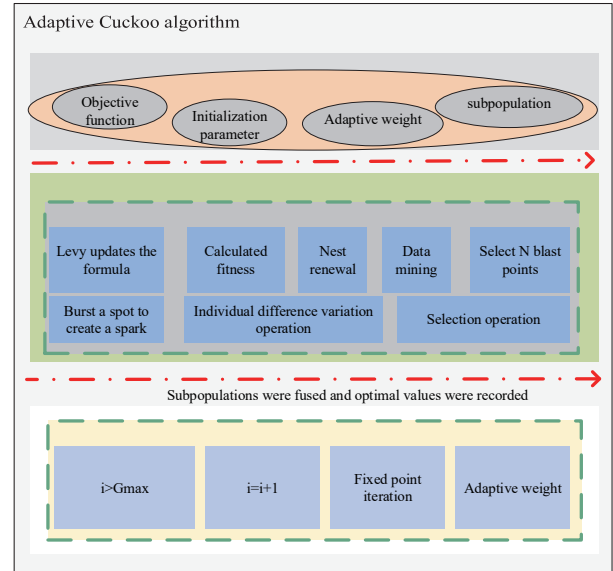 Adaptive Cuckoo algorithm
Objective
function
Initialization
parameter
Adaptive weight
subpopulation
Levy updates the
formula
Calculated
fitness
Nest
renewal
Data
mining
Select N blast
points
Burst a spot to
create a spark
Individual difference variation
operation
Selection operation
Subpopulations were fused and optimal values were recorded
i>Gmax
i=i+1
Fixed point
iteration
Adaptive weight